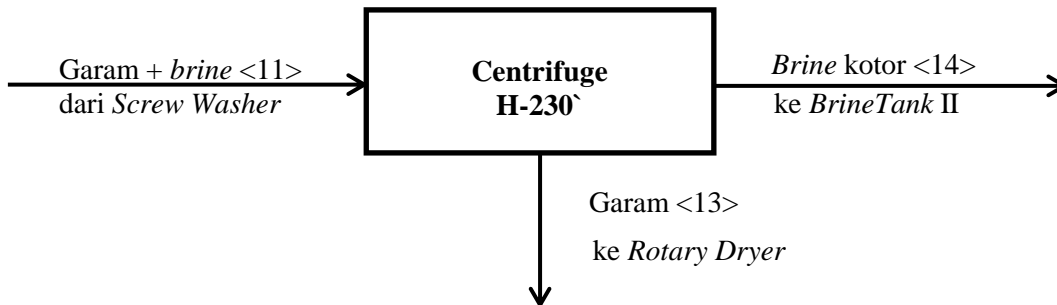 Garam + brine <11>
dari Screw Washer
Centrifuge
H-230`
Brine kotor <14>
ke BrineTank II
Garam <13>
ke Rotary Dryer